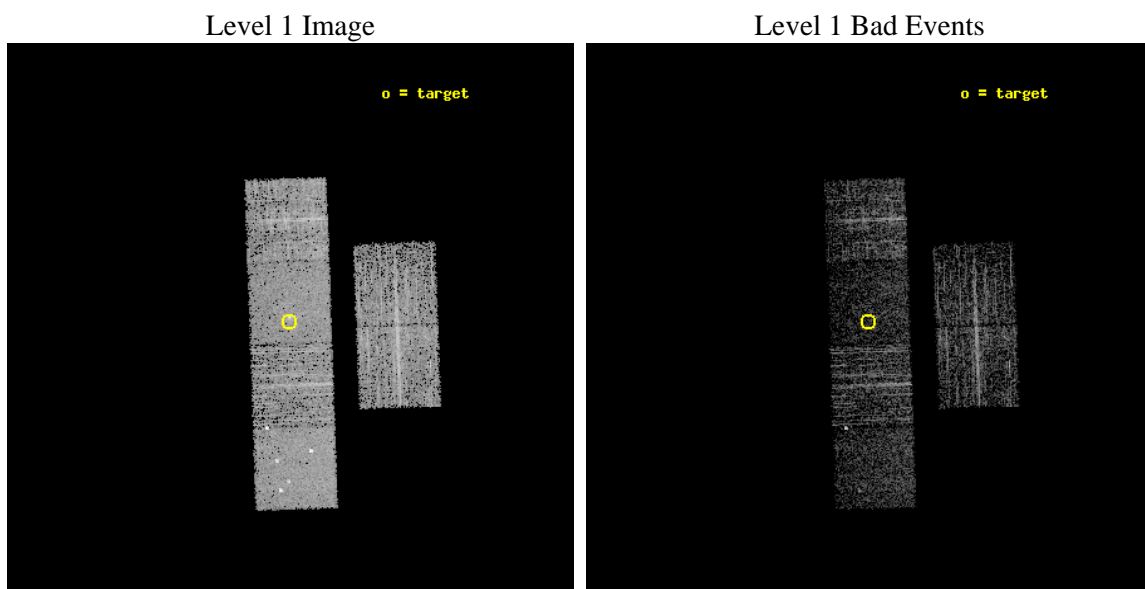 Level 1 Image
Level 1 Bad Events
o = target
o = target